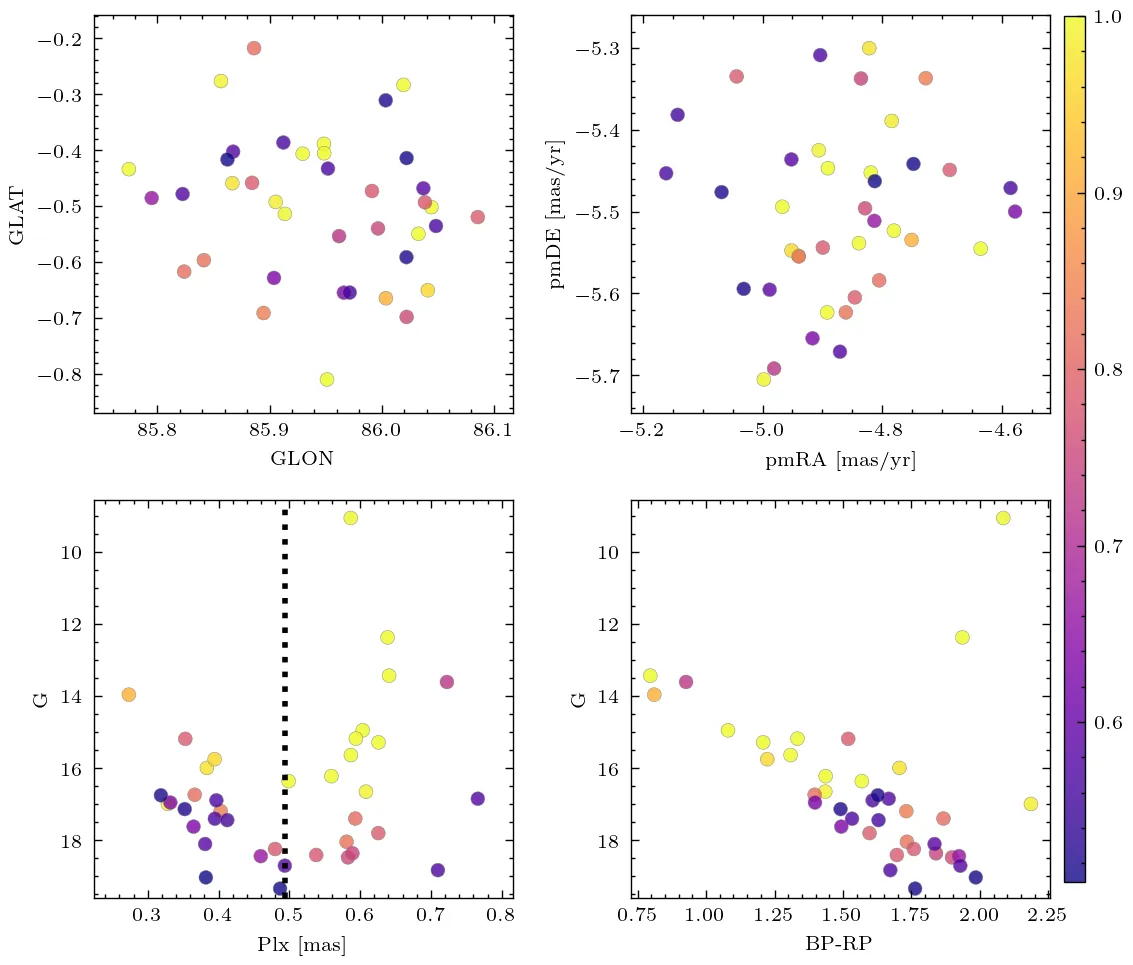 −0.2
−0.3
−0.4
−0.5
−0.6
−0.7
−0.8
GLAT
85.8 85.9 86.0 86.1
GLON
−5.3
−5.4
−5.5
−5.6
−5.7
pmDE [mas/yr]
−5.2 −5.0 −4.8 −4.6
pmRA [mas/yr]
10
12
14
16
18
G
0.3 0.4 0.5 0.6 0.7 0.8
Plx [mas]
10
12
14
16
18
G
0.75 1.00 1.25 1.50 1.75 2.00 2.25
BP-RP
1.0
0.9
0.8
0.7
0.6